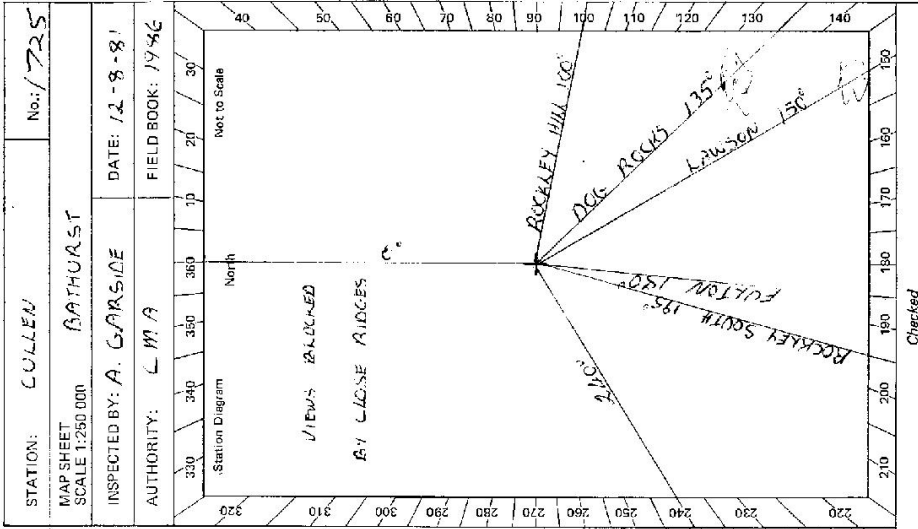 STATION: CULLEN
No.: 1725
MAP SHEET
SCALE 1:250 000 BATHURST
INSPECTED BY: A. GARSIDE
DATE: 12-8-81
AUTHORITY: C M A
FIELD BOOK: 1986
330 340 350 360 10 20 30
Station Diagram
North
Not to Scale
320
310
300
290
280
270
260
250
240
230
220
40
50
60
70
80
90
100
110
120
130
140
VIEWS BLOCKED
BY CLOSE RIDGES
ROCKLEY HILL 100°
DOG ROCKS 135°
LAWSON 150°
FULTON
ROCKLEY SOUTH 195°
240°
210 200 190 180 170 160 150
Checked